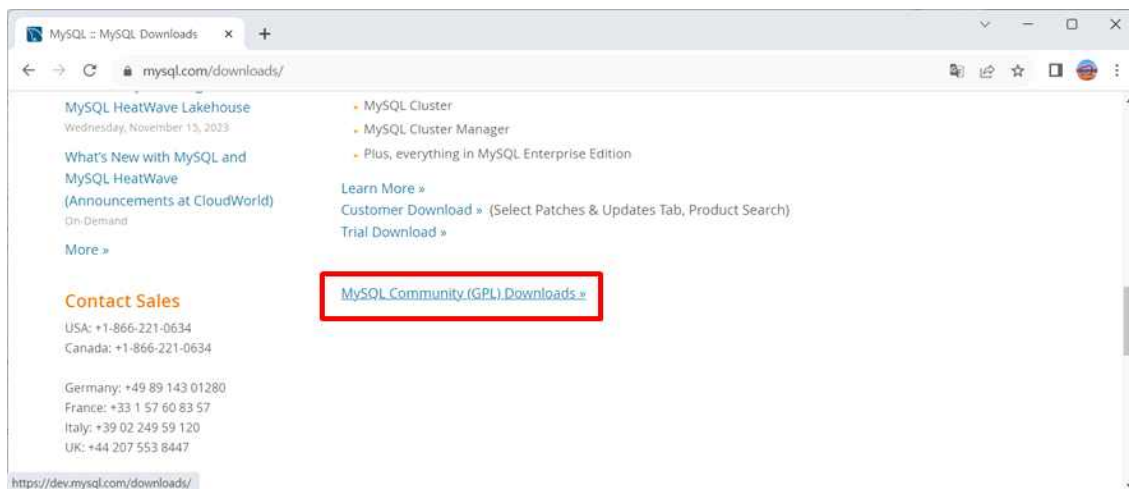 MySQL :: MySQL Downloads
mysql.com/downloads/
MySQL HeatWave Lakehouse
Wednesday, November 15, 2023
What's New with MySQL and
MySQL HeatWave
(Announcements at CloudWorld)
On-Demand
More »
Contact Sales
USA: +1-866-221-0634
Canada: +1-866-221-0634
Germany: +49 89 143 01280
France: +33 1 57 60 83 57
Italy: +39 02 249 59 120
UK: +44 207 553 8447
MySQL Cluster
MySQL Cluster Manager
Plus, everything in MySQL Enterprise Edition
Learn More »
Customer Download » (Select Patches & Updates Tab, Product Search)
Trial Download »
MySQL Community (GPL) Downloads »
https://dev.mysql.com/downloads/